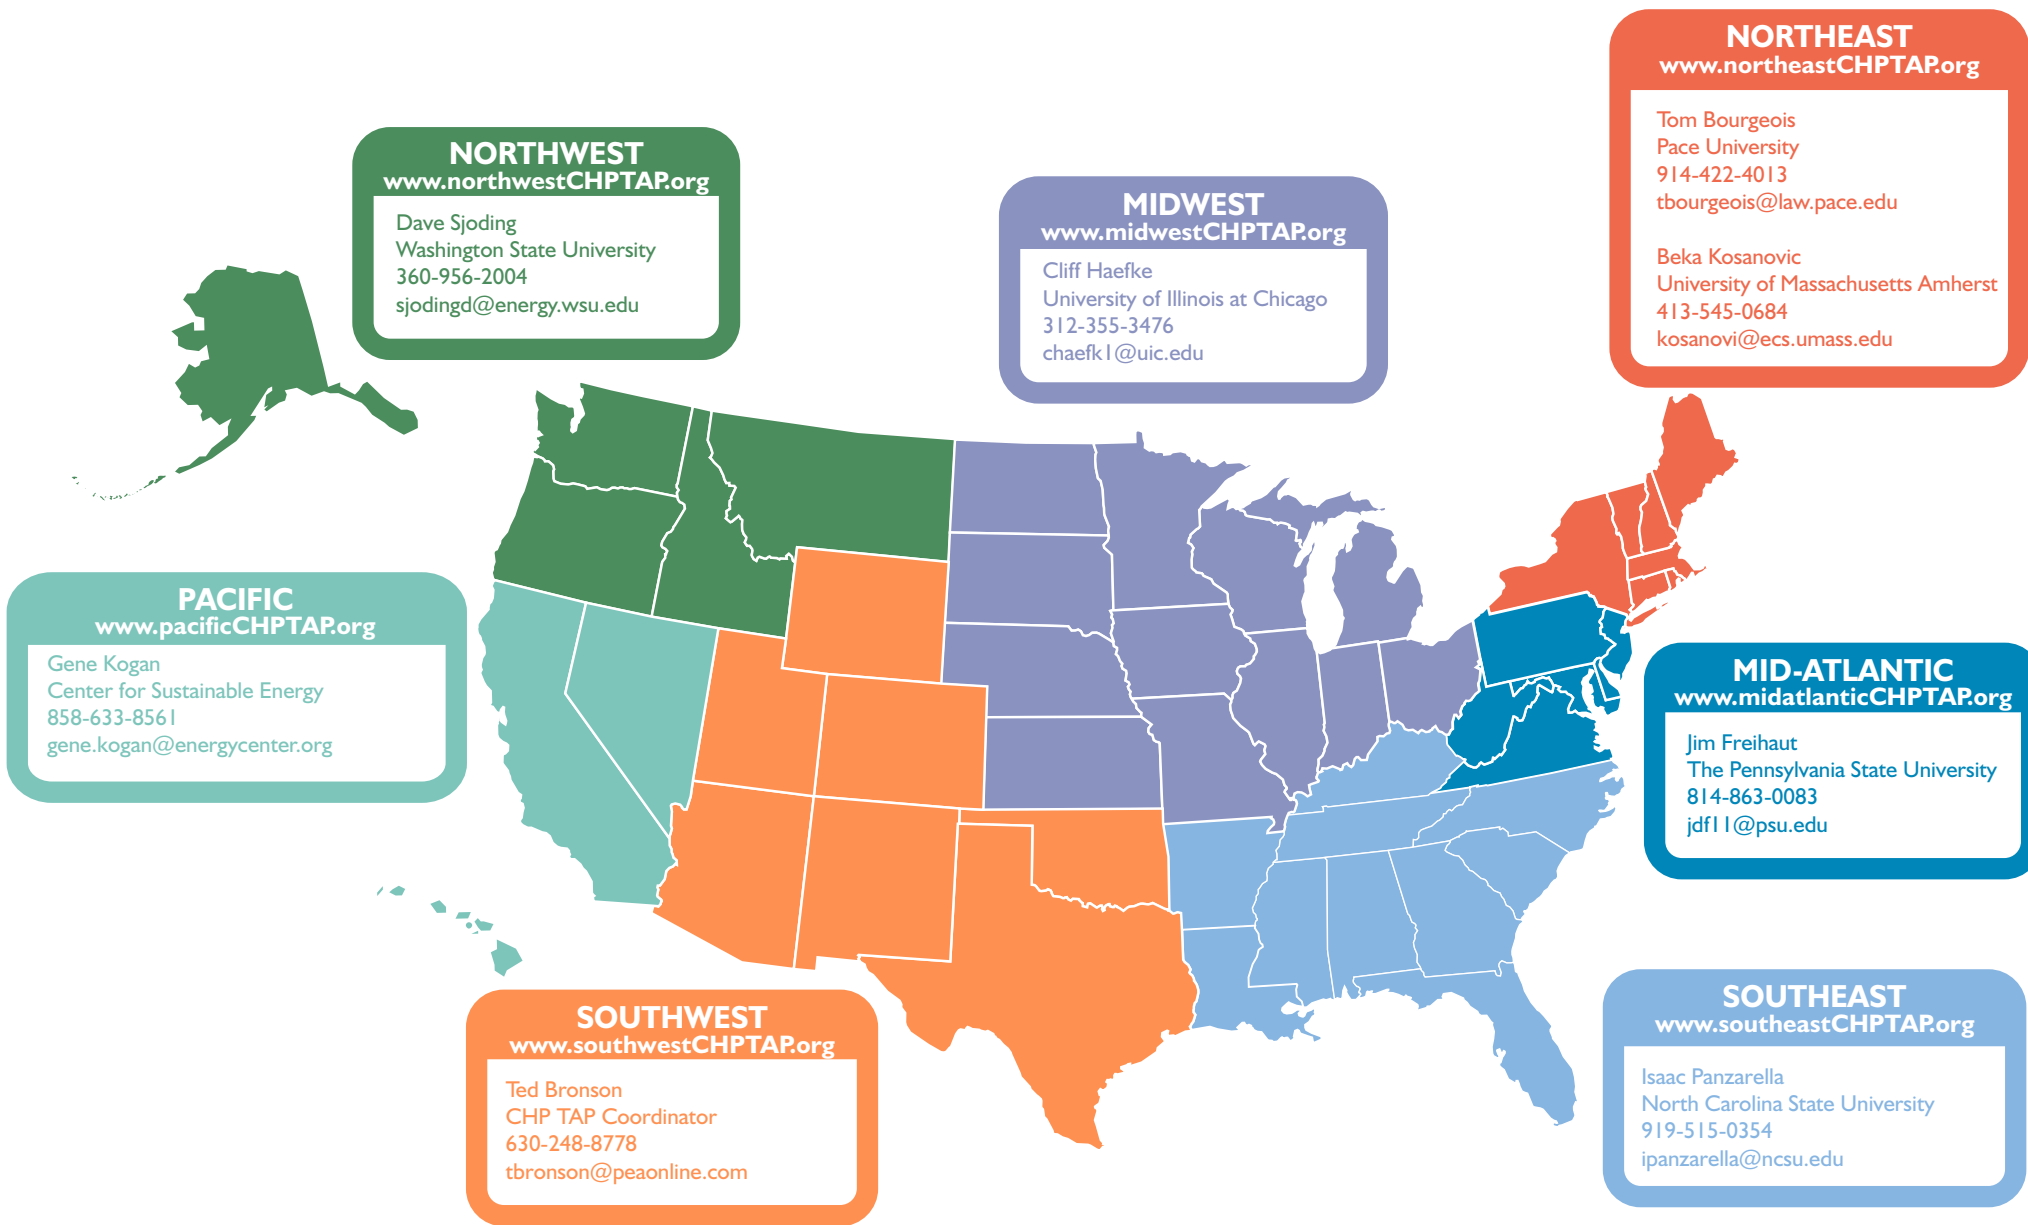 NORTHEAST
www.northeastCHPTAP.org
Tom Bourgeois
Pace University
914-422-4013
tbourgeois@law.pace.edu
Beka Kosanovic
University of Massachusetts Amherst
413-545-0684
kosanovi@ecs.umass.edu
NORTHWEST
www.northwestCHPTAP.org
Dave Sjoding
Washington State University
360-956-2004
sjodingd@energy.wsu.edu
MIDWEST
www.midwestCHPTAP.org
Cliff Haefke
University of Illinois at Chicago
312-355-3476
chaefk1@uic.edu
PACIFIC
www.pacificCHPTAP.org
Gene Kogan
Center for Sustainable Energy
858-633-8561
gene.kogan@energycenter.org
MID-ATLANTIC
www.midatlanticCHPTAP.org
Jim Freihaut
The Pennsylvania State University
814-863-0083
jdf11@psu.edu
SOUTHWEST
www.southwestCHPTAP.org
Ted Bronson
CHP TAP Coordinator
630-248-8778
tbronson@peaonline.com
SOUTHEAST
www.southeastCHPTAP.org
Isaac Panzarella
North Carolina State University
919-515-0354
ipanzarella@ncsu.edu